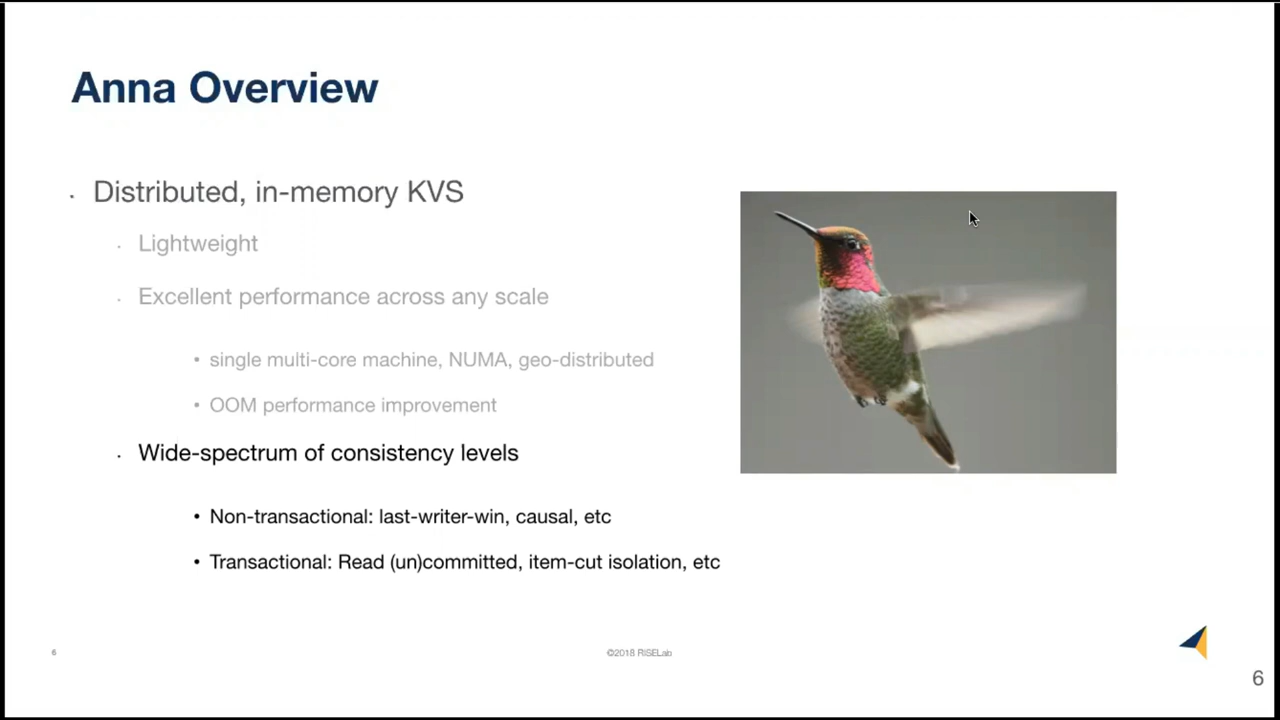 Anna Overview
Distributed, in-memory KVS
Lightweight
Excellent performance across any scale
• single multi-core machine, NUMA, geo-distributed
• OOM performance improvement
Wide-spectrum of consistency levels
• Non-transactional: last-writer-win, causal, etc
• Transactional: Read (un)committed, item-cut isolation, etc
6
©2018 RISELab
6